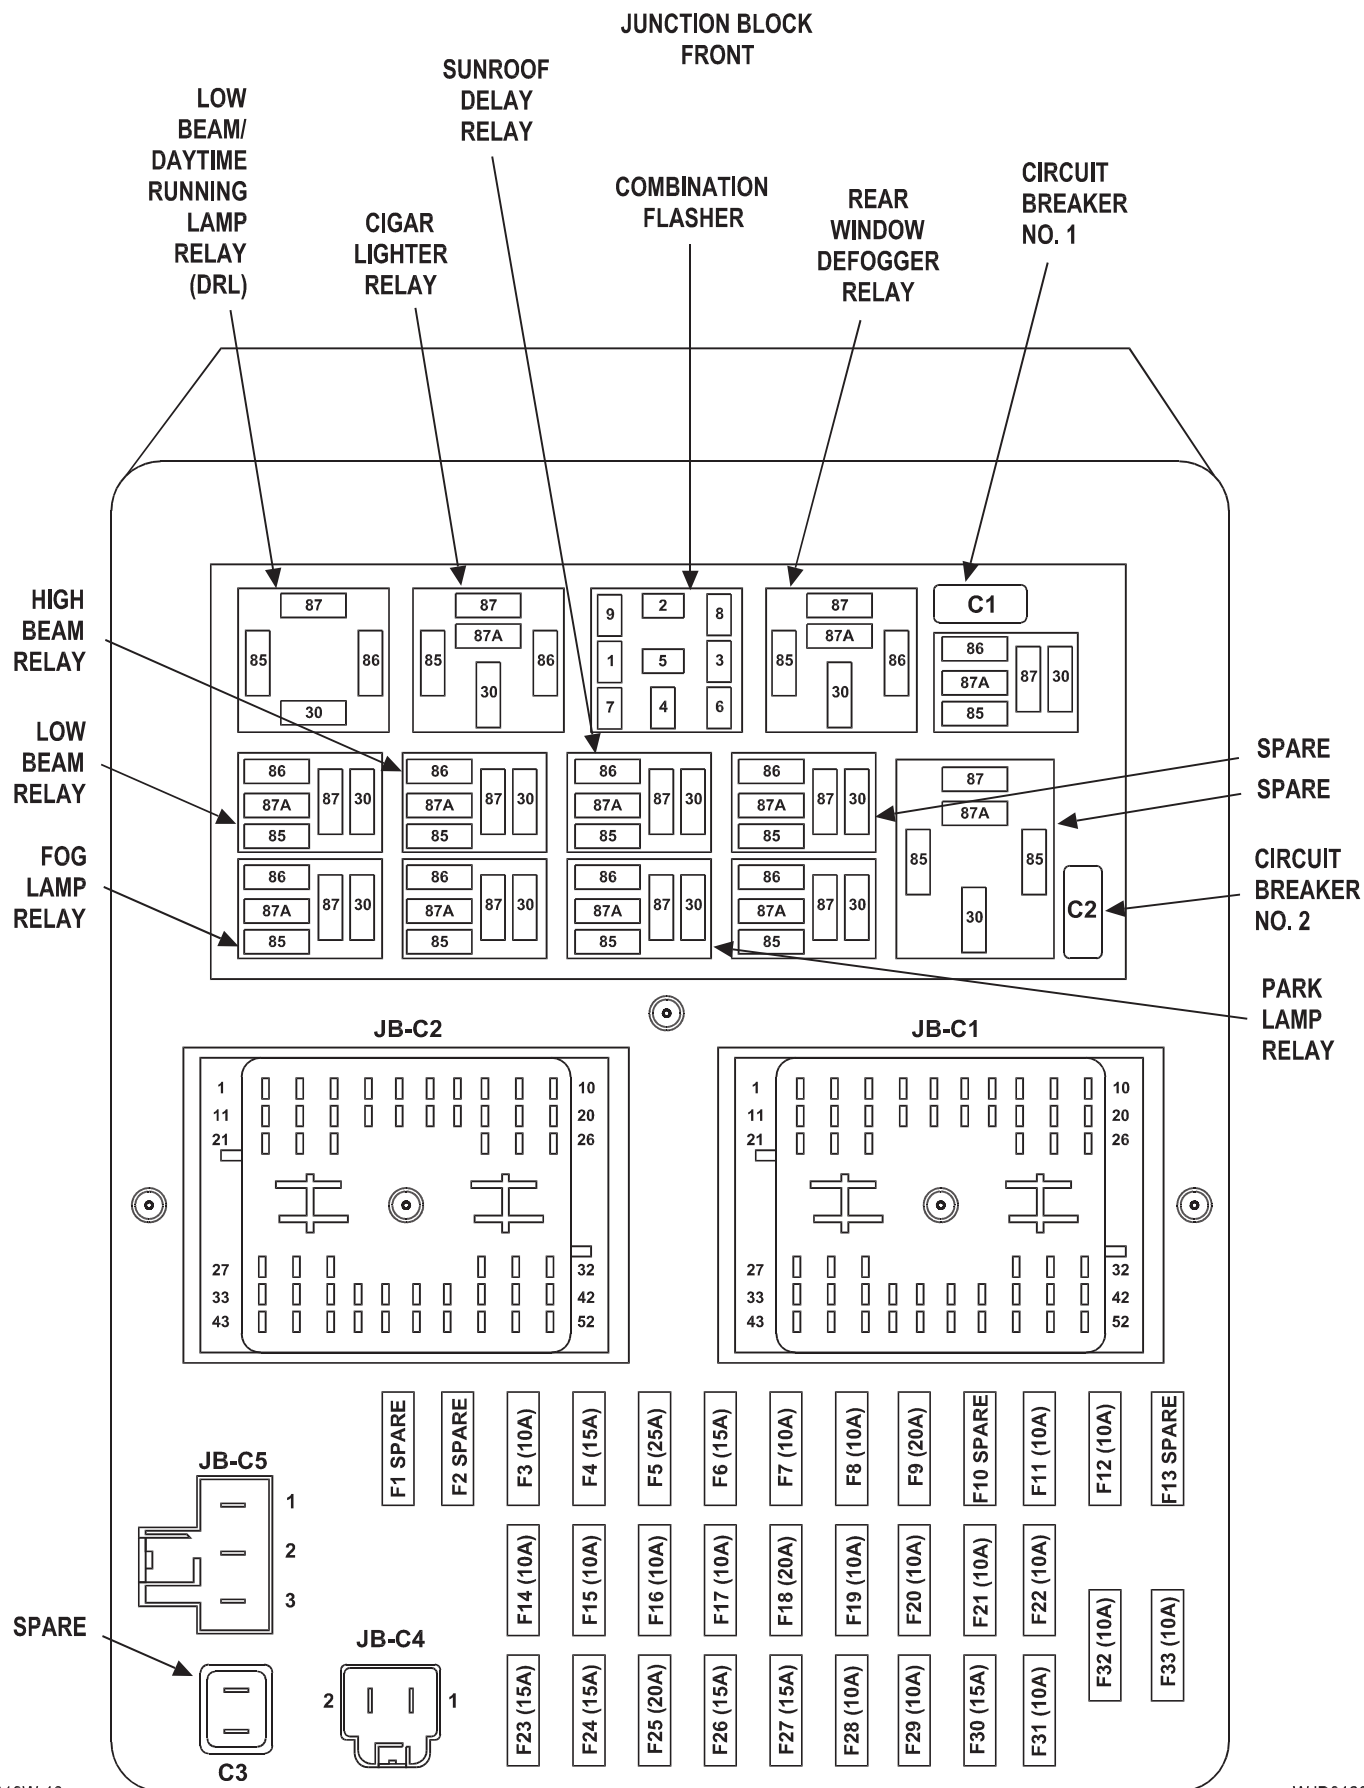 JUNCTION BLOCK
FRONT
SUNROOF
DELAY
RELAY
LOW
BEAM/
DAYTIME
RUNNING
LAMP
RELAY
(DRL)
CIGAR
LIGHTER
RELAY
COMBINATION
FLASHER
REAR
WINDOW
DEFOGGER
RELAY
CIRCUIT
BREAKER
NO. 1
HIGH
BEAM
RELAY
LOW
BEAM
RELAY
FOG
LAMP
RELAY
87
85
86
30
87
87A
85
86
30
9
2
8
1
5
3
7
4
6
87
87A
85
86
30
C1
86
87A
85
87
30
86
87A
85
87
30
86
87A
85
87
30
86
87A
85
87
30
86
87A
85
87
30
87
87A
85
85
30
C2
86
87A
85
87
30
86
87A
85
87
30
86
87A
85
87
30
86
87A
85
87
30
SPARE
SPARE
CIRCUIT
BREAKER
NO. 2
PARK
LAMP
RELAY
JB-C2
1
10
11
20
21
26
27
32
33
42
43
52
JB-C1
1
10
11
20
21
26
27
32
33
42
43
52
F1 SPARE
F2 SPARE
F3 (10A)
F4 (15A)
F5 (25A)
F6 (15A)
F7 (10A)
F8 (10A)
F9 (20A)
F10 SPARE
F11 (10A)
F12 (10A)
F13 SPARE
F14 (10A)
F15 (10A)
F16 (10A)
F17 (10A)
F18 (20A)
F19 (10A)
F20 (10A)
F21 (10A)
F22 (10A)
F32 (10A)
F33 (10A)
F23 (15A)
F24 (15A)
F25 (20A)
F26 (15A)
F27 (15A)
F28 (10A)
F29 (10A)
F30 (15A)
F31 (10A)
JB-C5
1
2
3
SPARE
C3
JB-C4
2
1